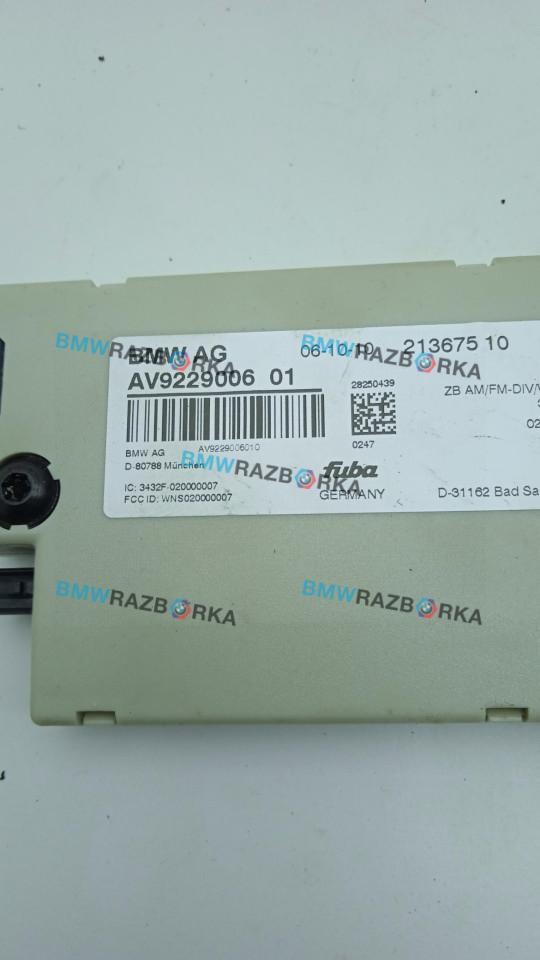 BMW AG 06-10-10 213675 10
AV9229006 01
28250439
ZB AM/FM-DIV/
0247
02
BMW AG AV9229006010
D-80788 München
fuba
IC: 3432F-020000007
FCC ID: WNS020000007
GERMANY
D-31162 Bad Sa
BMWRAZBORKA
BMWRAZBORKA
BMWRAZBORKA
BMWRAZBORKA
BMWRAZBORKA